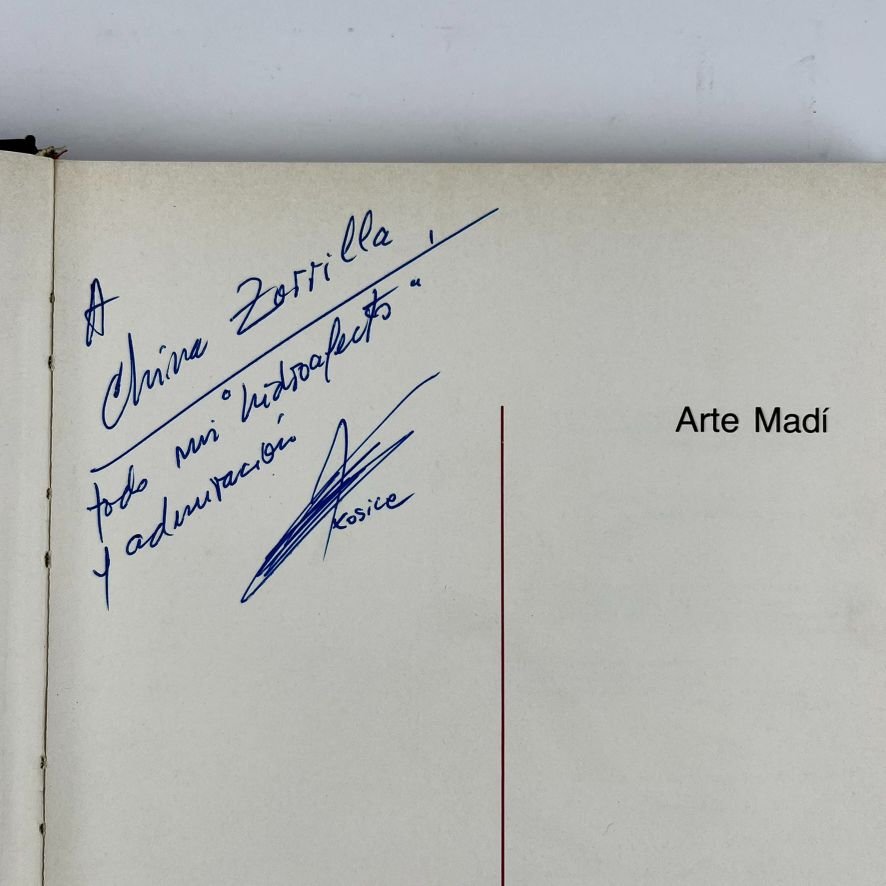 A
China Zorrilla,
todo mi "hidroafecto"
y admiración
Kosice
Arte Madí